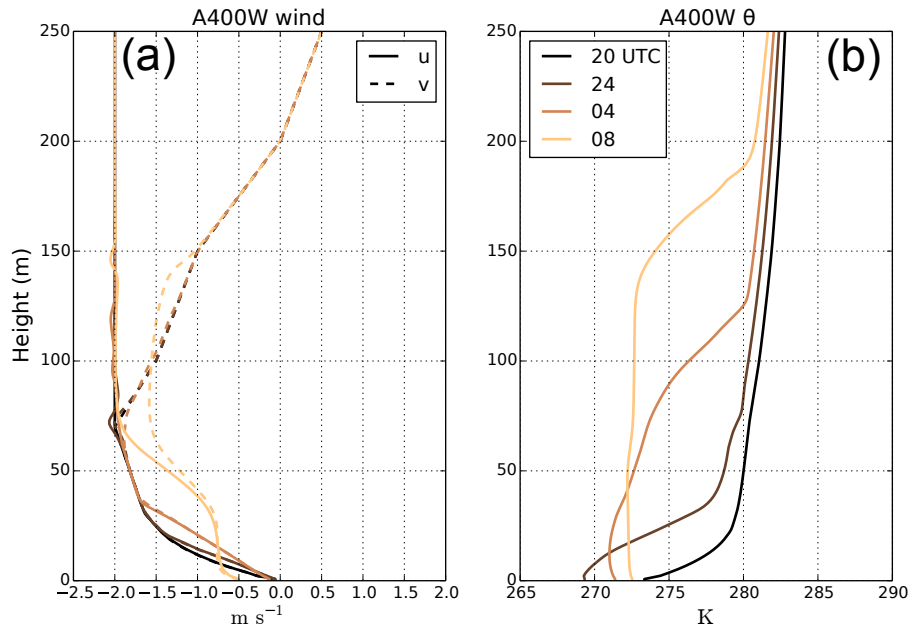 A400W wind
(a)
u
v
250
200
150
100
50
0
Height (m)
−2.5 −2.0 −1.5 −1.0 −0.5 0.0 0.5 1.0 1.5 2.0
m s⁻¹
A400W θ
(b)
20 UTC
24
04
08
250
200
150
100
50
0
265 270 275 280 285 290
K